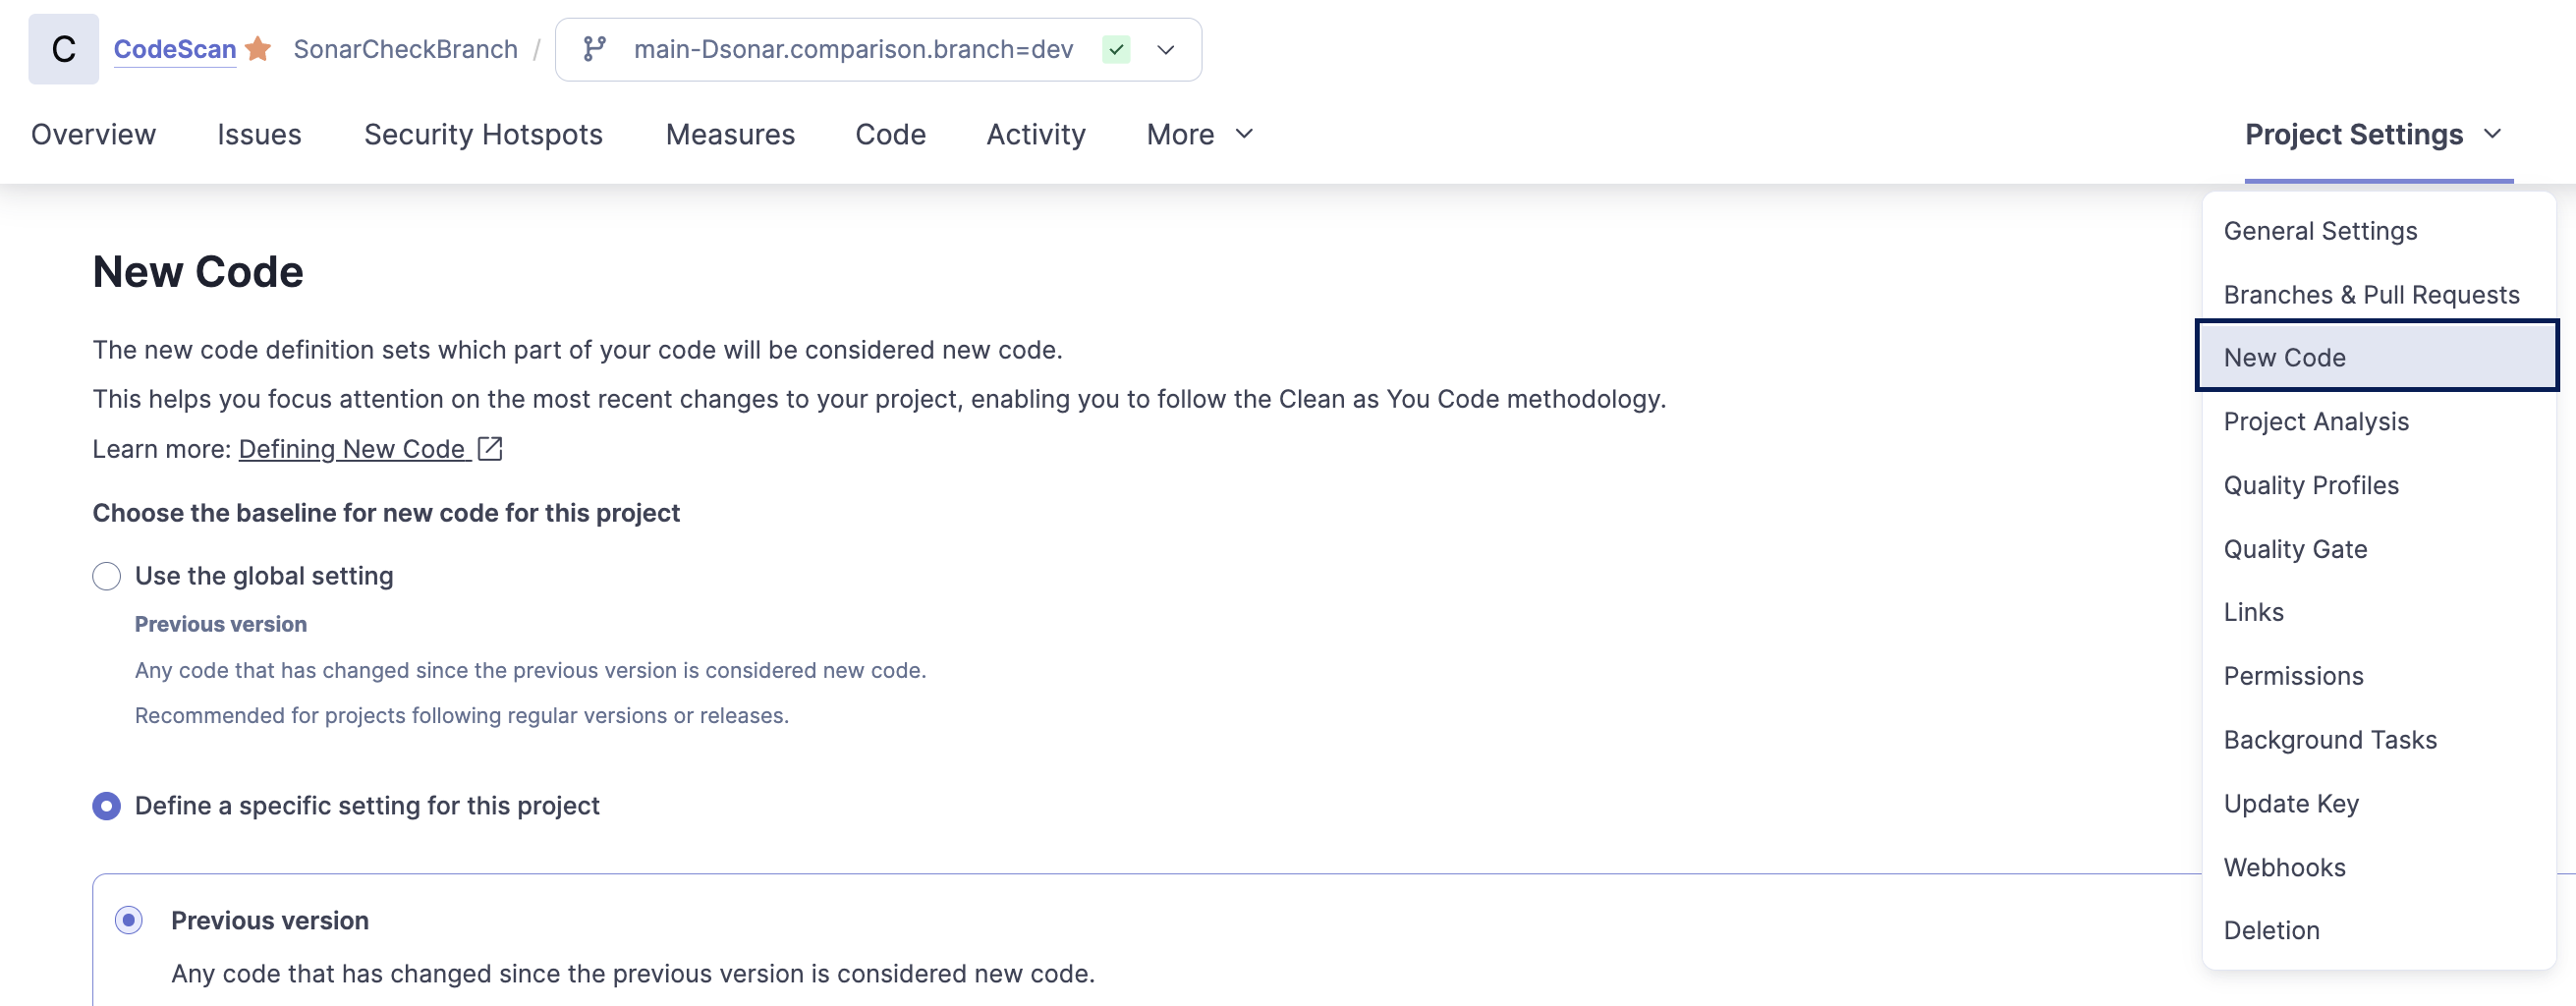 C CodeScan SonarCheckBranch / main-Dsonar.comparison.branch=dev
Overview Issues Security Hotspots Measures Code Activity More Project Settings
General Settings
Branches & Pull Requests
New Code
Project Analysis
Quality Profiles
Quality Gate
Links
Permissions
Background Tasks
Update Key
Webhooks
Deletion
New Code
The new code definition sets which part of your code will be considered new code.
This helps you focus attention on the most recent changes to your project, enabling you to follow the Clean as You Code methodology.
Learn more: Defining New Code
Choose the baseline for new code for this project
Use the global setting
Previous version
Any code that has changed since the previous version is considered new code.
Recommended for projects following regular versions or releases.
Define a specific setting for this project
Previous version
Any code that has changed since the previous version is considered new code.